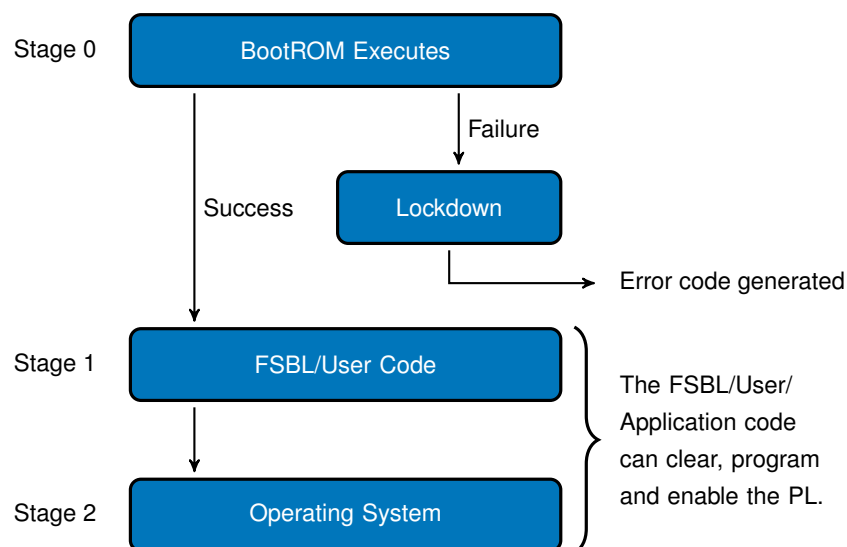 Stage 0
BootROM Executes
Failure
Success
Lockdown
Error code generated
Stage 1
FSBL/User Code
The FSBL/User/
Application code
can clear, program
and enable the PL.
Stage 2
Operating System